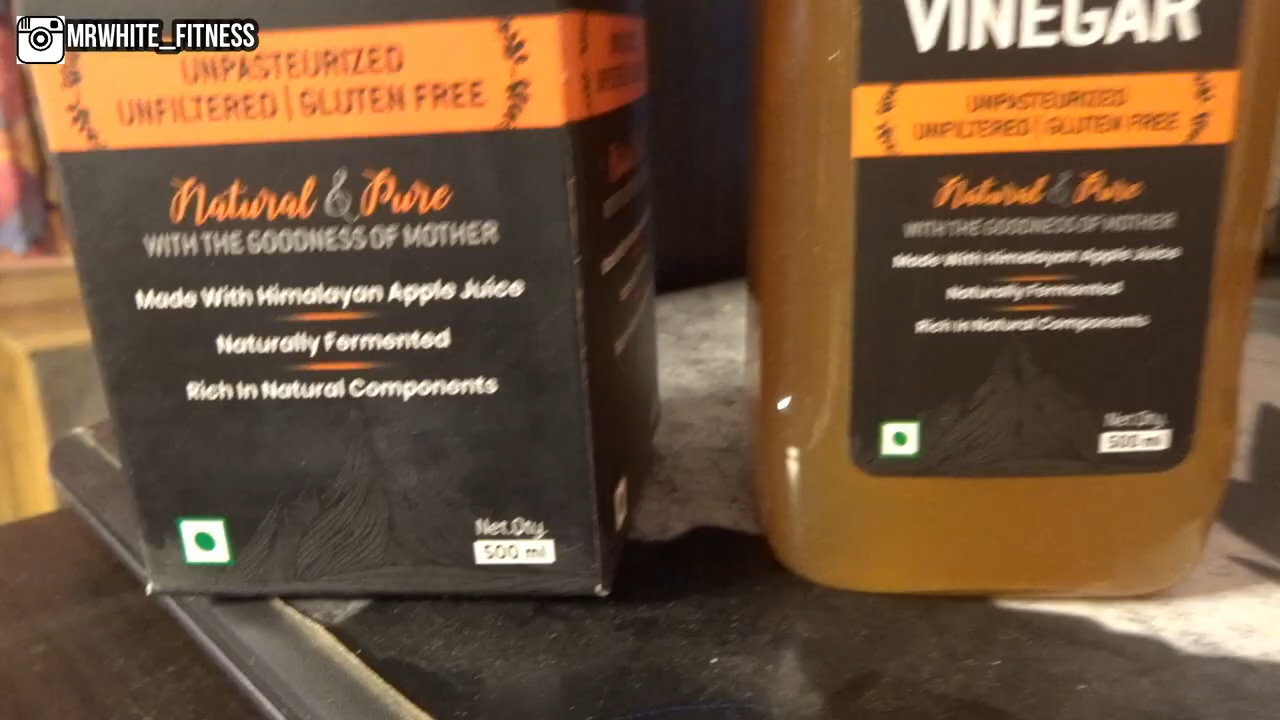 MRWHITE_FITNESS
UNPASTEURIZED
UNFILTERED | GLUTEN FREE
Natural & Pure
WITH THE GOODNESS OF MOTHER
Made With Himalayan Apple Juice
Naturally Fermented
Rich In Natural Components
Net.Qty.
500 ml
VINEGAR
UNPASTEURIZED
UNFILTERED | GLUTEN FREE
Natural & Pure
WITH THE GOODNESS OF MOTHER
Made With Himalayan Apple Juice
Naturally Fermented
Rich in Natural Components
Net.Qty.
500 ml